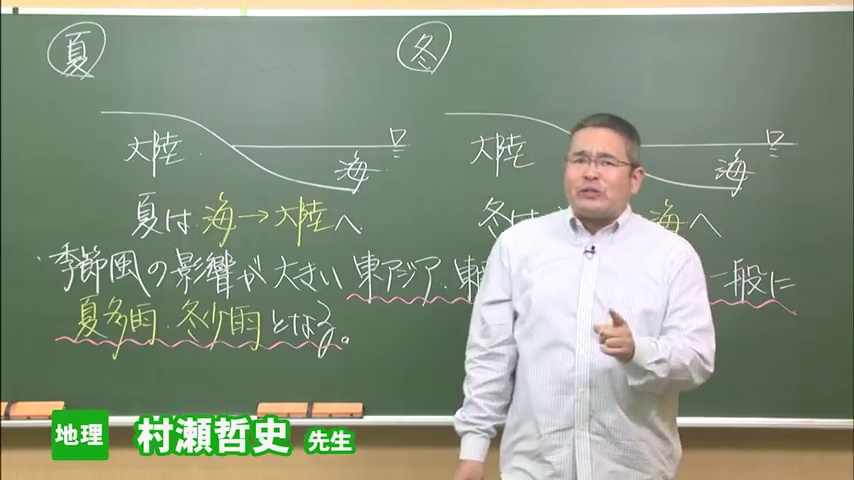 夏
冬
大陸
海
大陸
海
夏は海→大陸へ
冬は 海へ
季節風の影響が大きい東アジア・東 一般に
夏多雨・冬少雨となる。
地理 村瀬哲史 先生